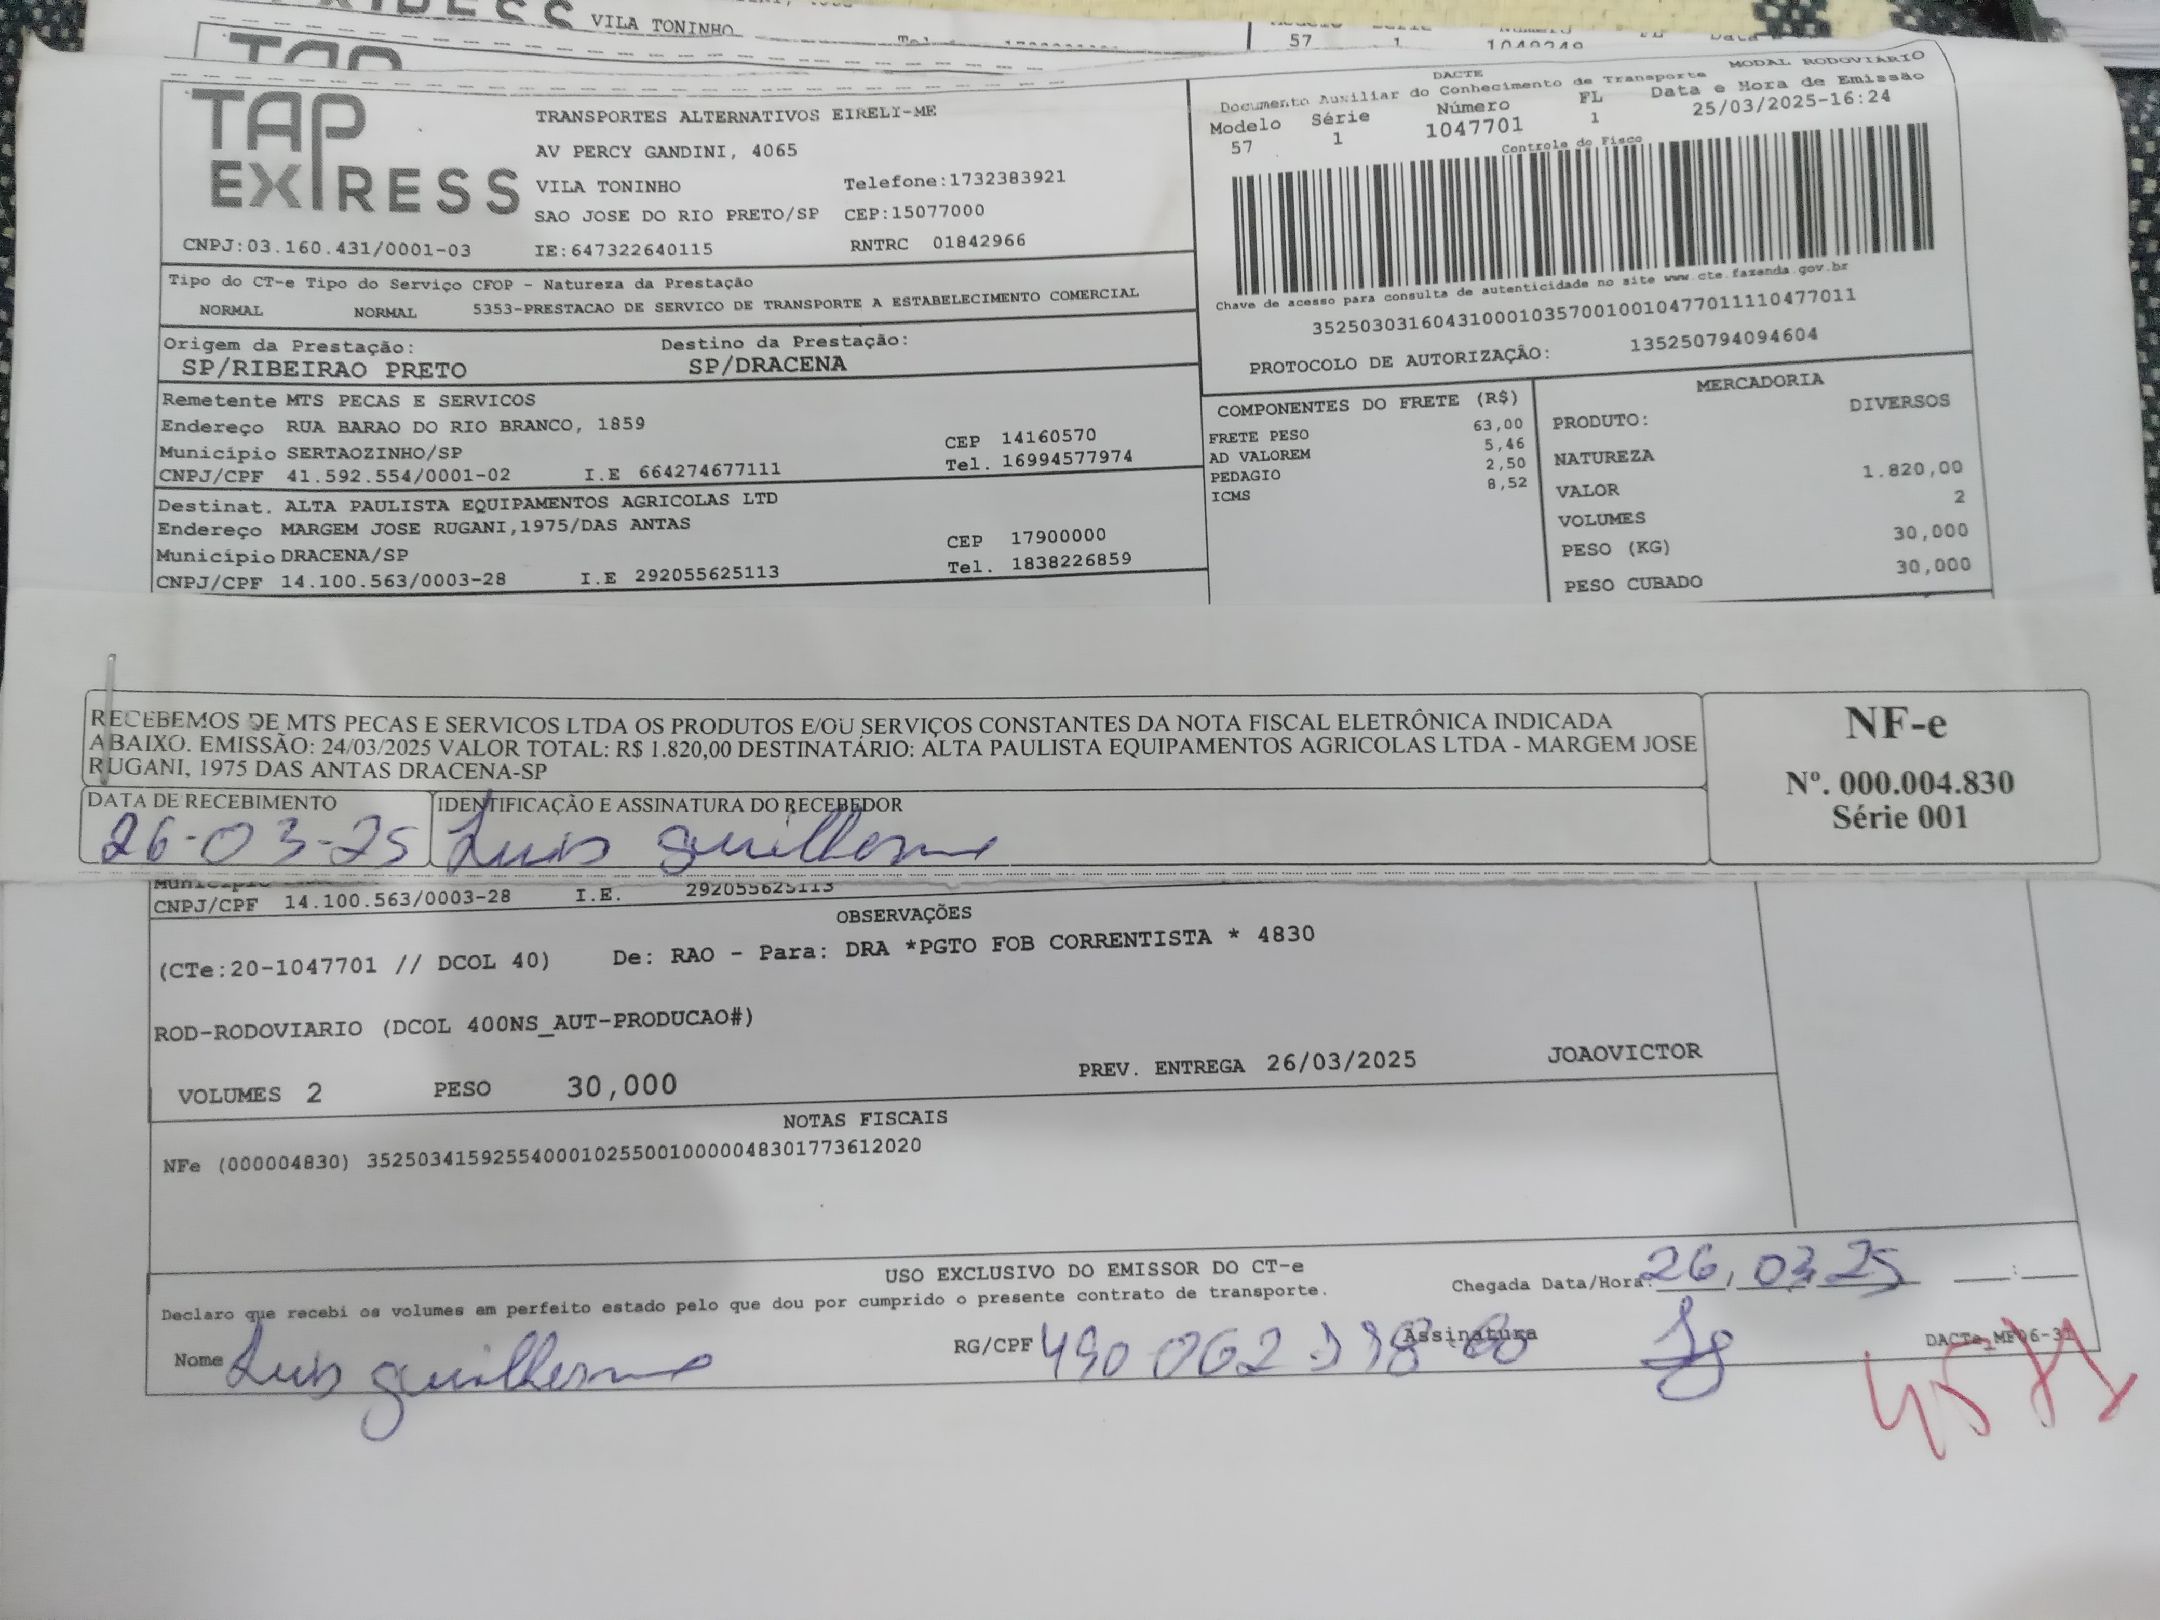 VILA TONINHO
57 1 1040249
TAP EXPRESS
TRANSPORTES ALTERNATIVOS EIRELY-ME
AV PERCY GANDINI, 4065
VILA TONINHO Telefone:1732383921
SAO JOSE DO RIO PRETO/SP CEP:15077000
CNPJ:03.160.431/0001-03 IE:647322640115 RNTRC 01842966
DACTE MODAL RODOVIÁRIO
Documento Auxiliar do Conhecimento de Transporte
Modelo Série Número FL Data e Hora de Emissão
57 1 1047701 1 25/03/2025-16:24
Controle do Fisco
Chave de acesso para consulta de autenticidade no site www.cte.fazenda.gov.br
35250303160431000103570010010477011110477011
PROTOCOLO DE AUTORIZAÇÃO: 135250794094604
Tipo do CT-e Tipo do Serviço CFOP - Natureza da Prestação
NORMAL NORMAL 5353-PRESTACAO DE SERVICO DE TRANSPORTE A ESTABELECIMENTO COMERCIAL
Origem da Prestação: Destino da Prestação:
SP/RIBEIRAO PRETO SP/DRACENA
Remetente MTS PECAS E SERVICOS
Endereço RUA BARAO DO RIO BRANCO, 1859
Município SERTAOZINHO/SP CEP 14160570
CNPJ/CPF 41.592.554/0001-02 I.E 664274677111 Tel. 16994577974
Destinat. ALTA PAULISTA EQUIPAMENTOS AGRICOLAS LTD
Endereço MARGEM JOSE RUGANI,1975/DAS ANTAS
Município DRACENA/SP CEP 17900000
CNPJ/CPF 14.100.563/0003-28 I.E 292055625113 Tel. 1838226859
COMPONENTES DO FRETE (R$)
FRETE PESO 63,00
AD VALOREM 5,46
PEDAGIO 2,50
ICMS 8,52
MERCADORIA
PRODUTO: DIVERSOS
NATUREZA
VALOR 1.820,00
VOLUMES 2
PESO (KG) 30,000
PESO CUBADO 30,000
RECEBEMOS DE MTS PECAS E SERVICOS LTDA OS PRODUTOS E/OU SERVIÇOS CONSTANTES DA NOTA FISCAL ELETRÔNICA INDICADA
ABAIXO. EMISSÃO: 24/03/2025 VALOR TOTAL: R$ 1.820,00 DESTINATÁRIO: ALTA PAULISTA EQUIPAMENTOS AGRICOLAS LTDA - MARGEM JOSE
RUGANI, 1975 DAS ANTAS DRACENA-SP
DATA DE RECEBIMENTO IDENTIFICAÇÃO E ASSINATURA DO RECEBEDOR
26-03-25 Luis guilherme
NF-e
Nº. 000.004.830
Série 001
Município
CNPJ/CPF 14.100.563/0003-28 I.E. 292055625113
OBSERVAÇÕES
(CTe:20-1047701 // DCOL 40) De: RAO - Para: DRA *PGTO FOB CORRENTISTA * 4830
ROD-RODOVIARIO (DCOL 400NS_AUT-PRODUCAO#)
VOLUMES 2 PESO 30,000 PREV. ENTREGA 26/03/2025 JOAOVICTOR
NOTAS FISCAIS
NFe (000004830) 35250341592554000102550010000048301773612020
USO EXCLUSIVO DO EMISSOR DO CT-e
Declaro que recebi os volumes em perfeito estado pelo que dou por cumprido o presente contrato de transporte.
Chegada Data/Hora: 26, 03, 25 :
Nome Luis guilherme RG/CPF Assinatura